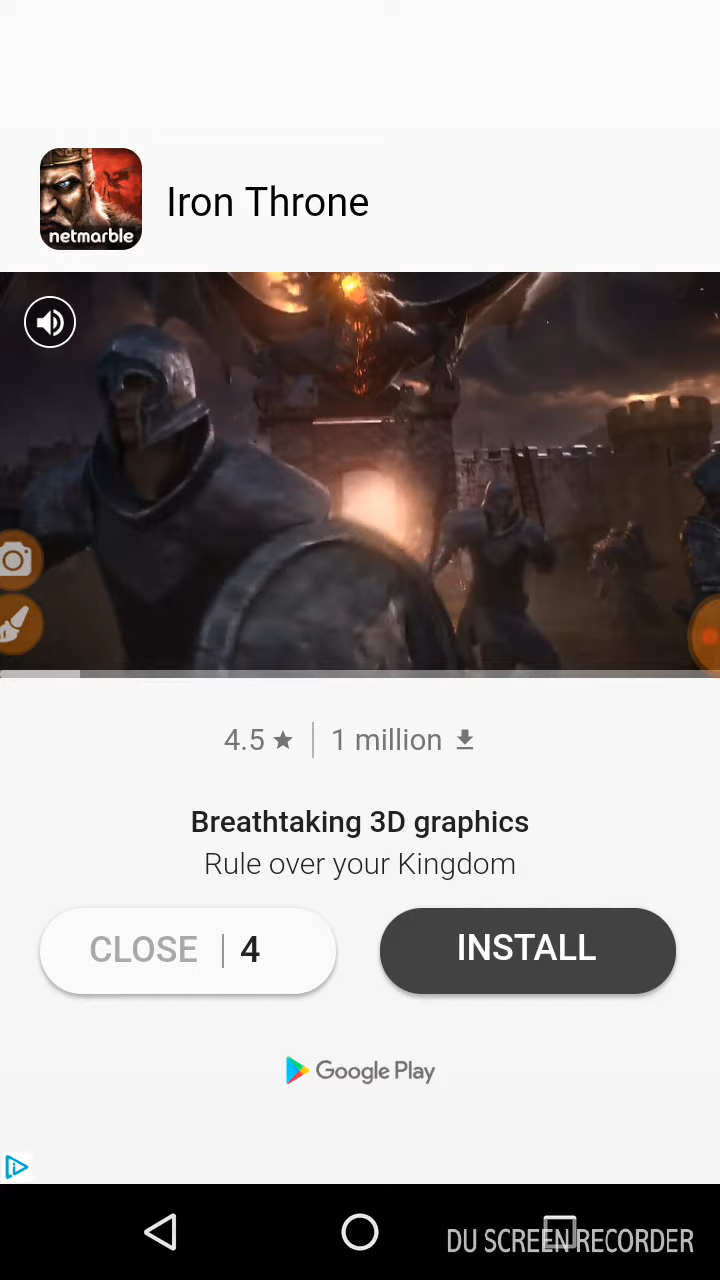 netmarble
Iron Throne
4.5 ★ | 1 million
Breathtaking 3D graphics
Rule over your Kingdom
CLOSE | 4
INSTALL
Google Play
DU SCREEN RECORDER